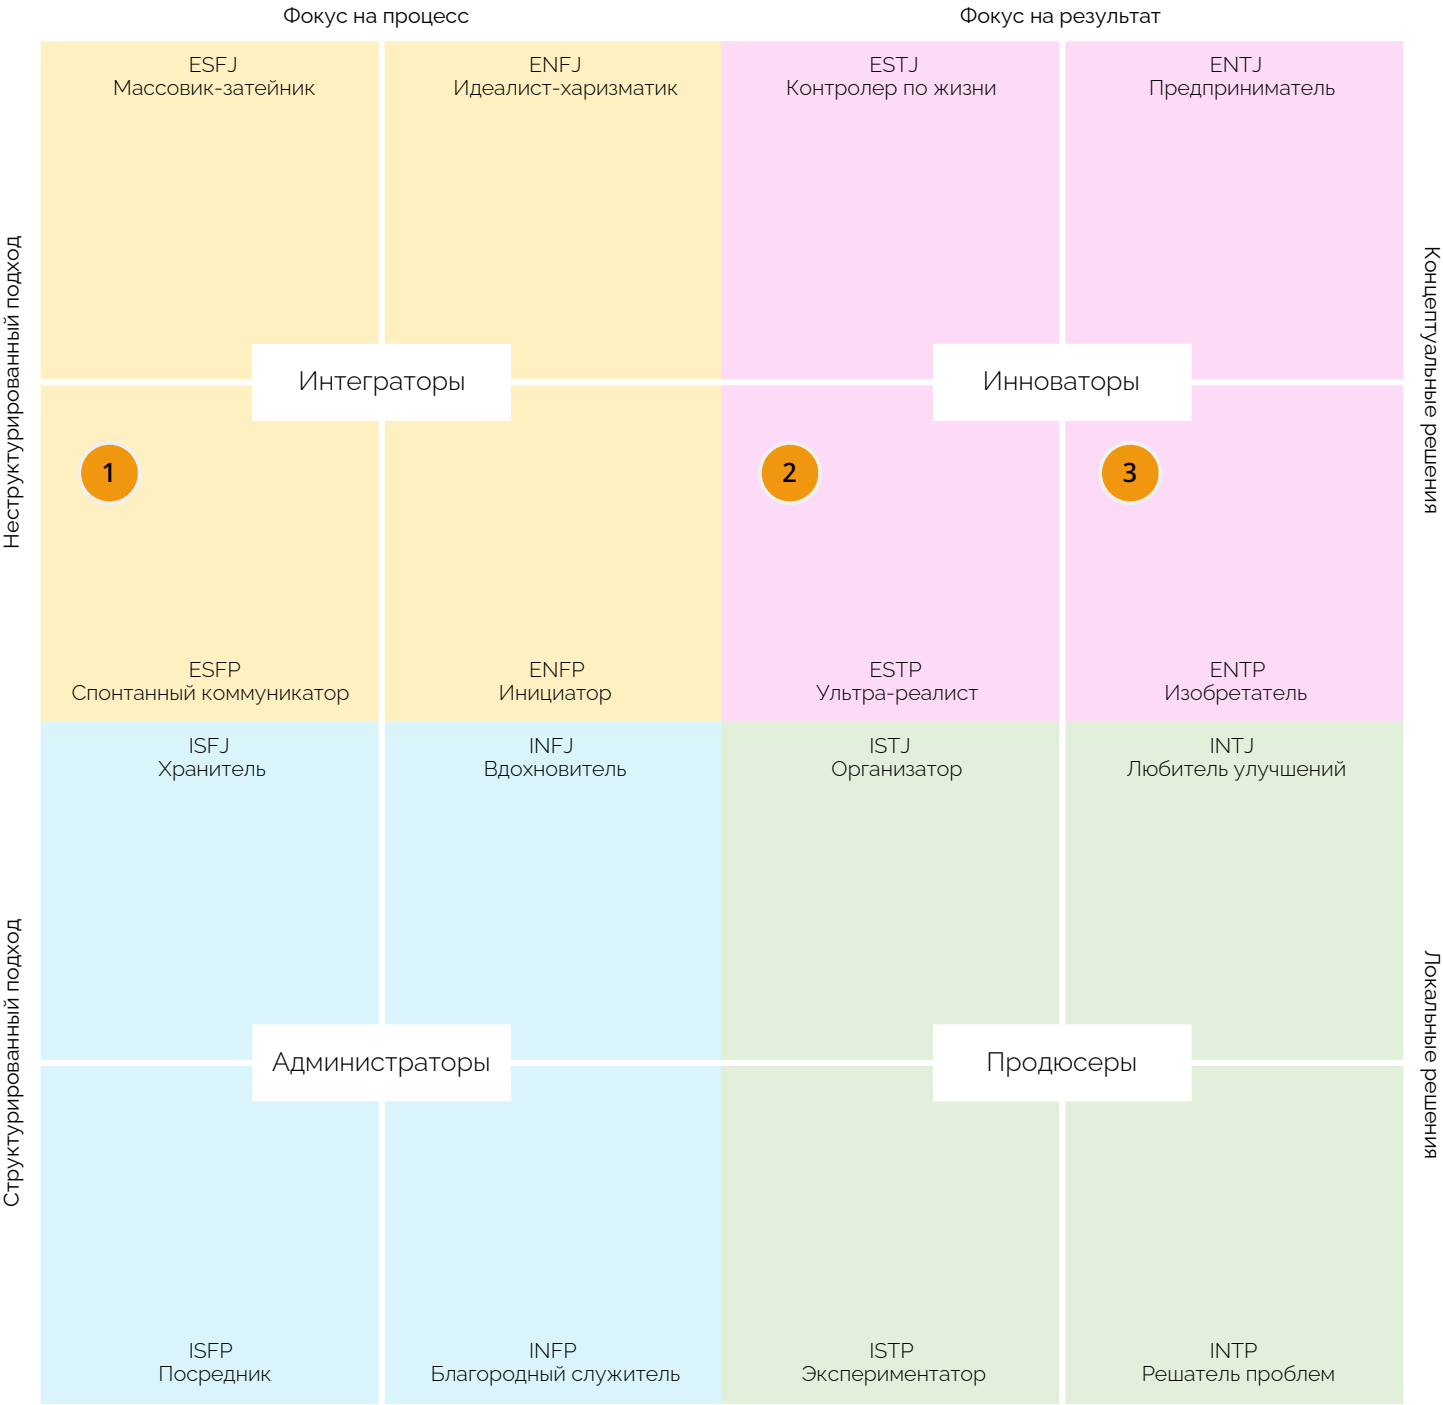 Фокус на процесс
Фокус на результат
ESFJ
Массовик-затейник
ENFJ
Идеалист-харизматик
ESTJ
Контролер по жизни
ENTJ
Предприниматель
Неструктурированный подход
Концептуальные решения
Интеграторы
Инноваторы
1
2
3
ESFP
Спонтанный коммуникатор
ENFP
Инициатор
ESTP
Ультра-реалист
ENTP
Изобретатель
ISFJ
Хранитель
INFJ
Вдохновитель
ISTJ
Организатор
INTJ
Любитель улучшений
Структурированный подход
Локальные решения
Администраторы
Продюсеры
ISFP
Посредник
INFP
Благородный служитель
ISTP
Экспериментатор
INTP
Решатель проблем